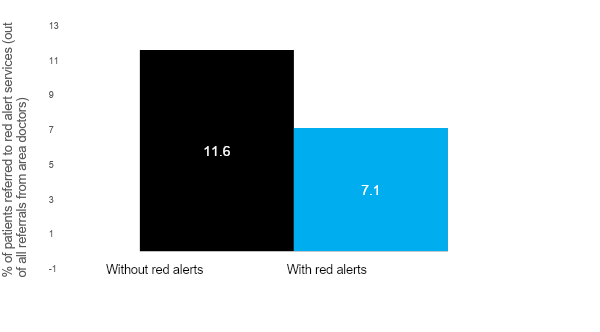 % of patients referred to red alert services (out
of all referrals from area doctors)
13
11
9
7
5
3
1
-1
11.6
7.1
Without red alerts
With red alerts